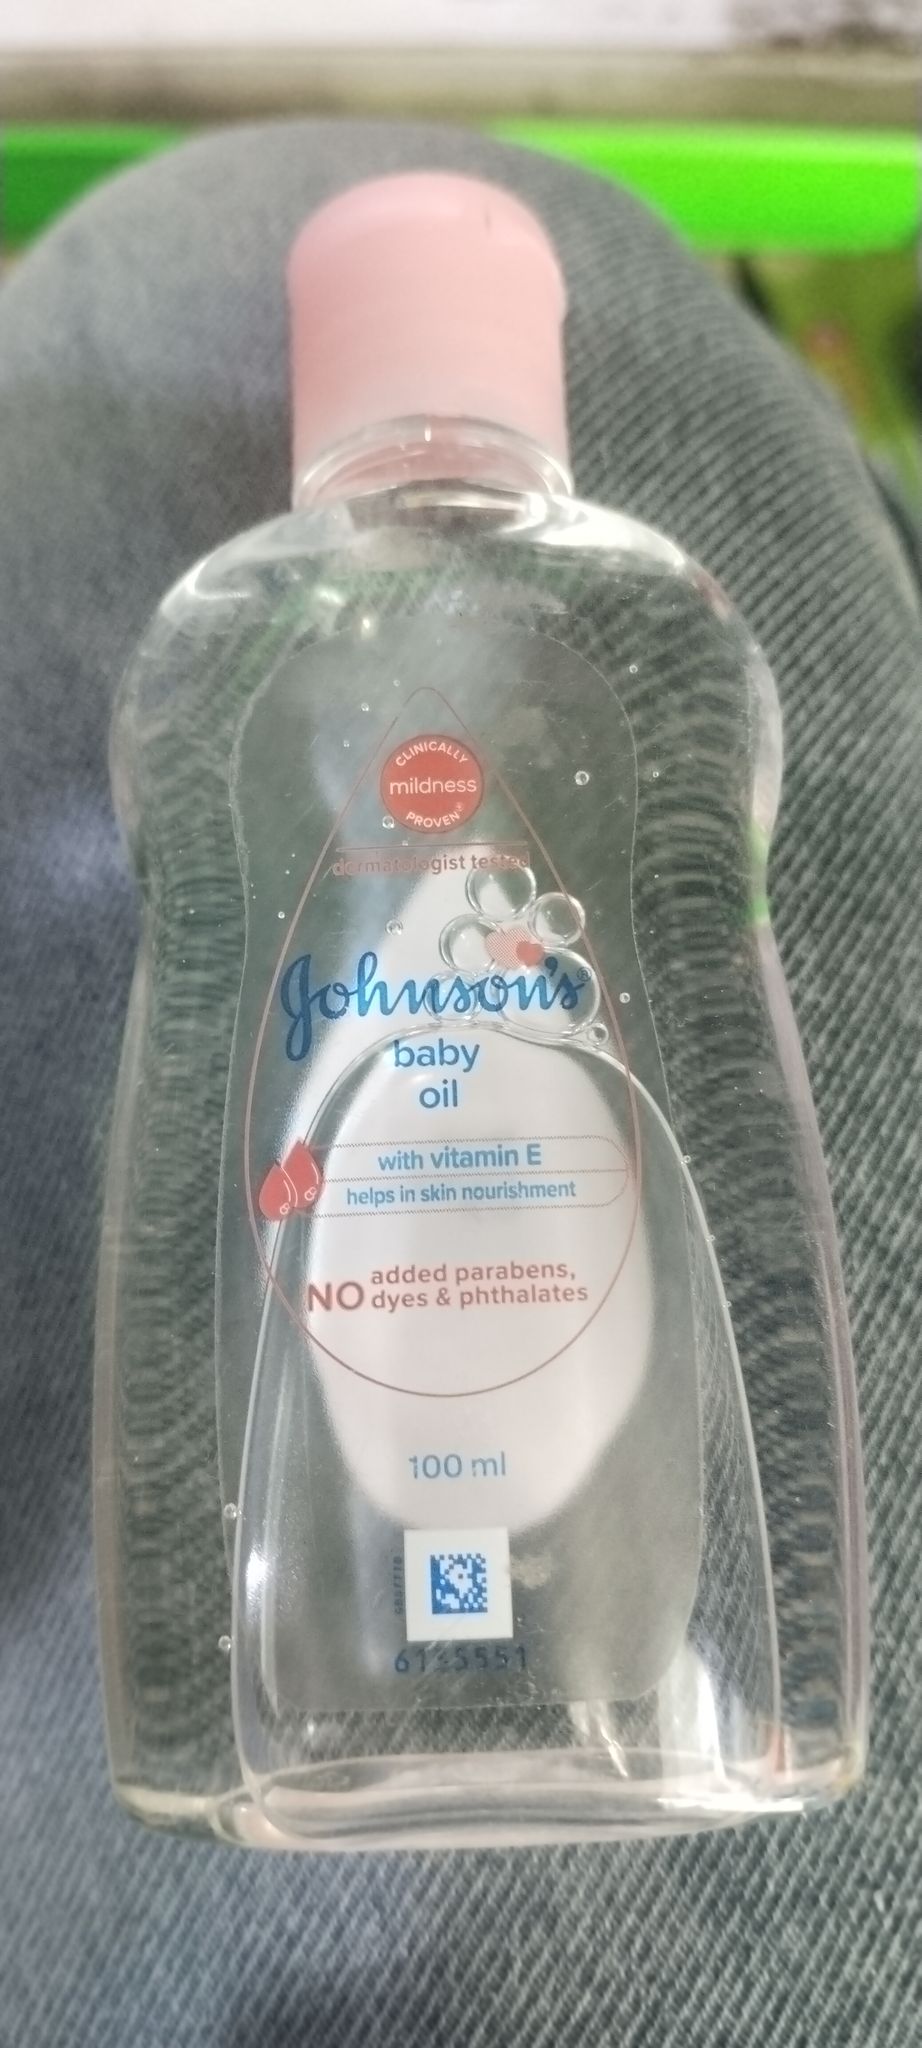 CLINICALLY
mildness
PROVEN
dermatologist tested
Johnson's®
baby
oil
with vitamin E
helps in skin nourishment
NO added parabens,
dyes & phthalates
100 ml